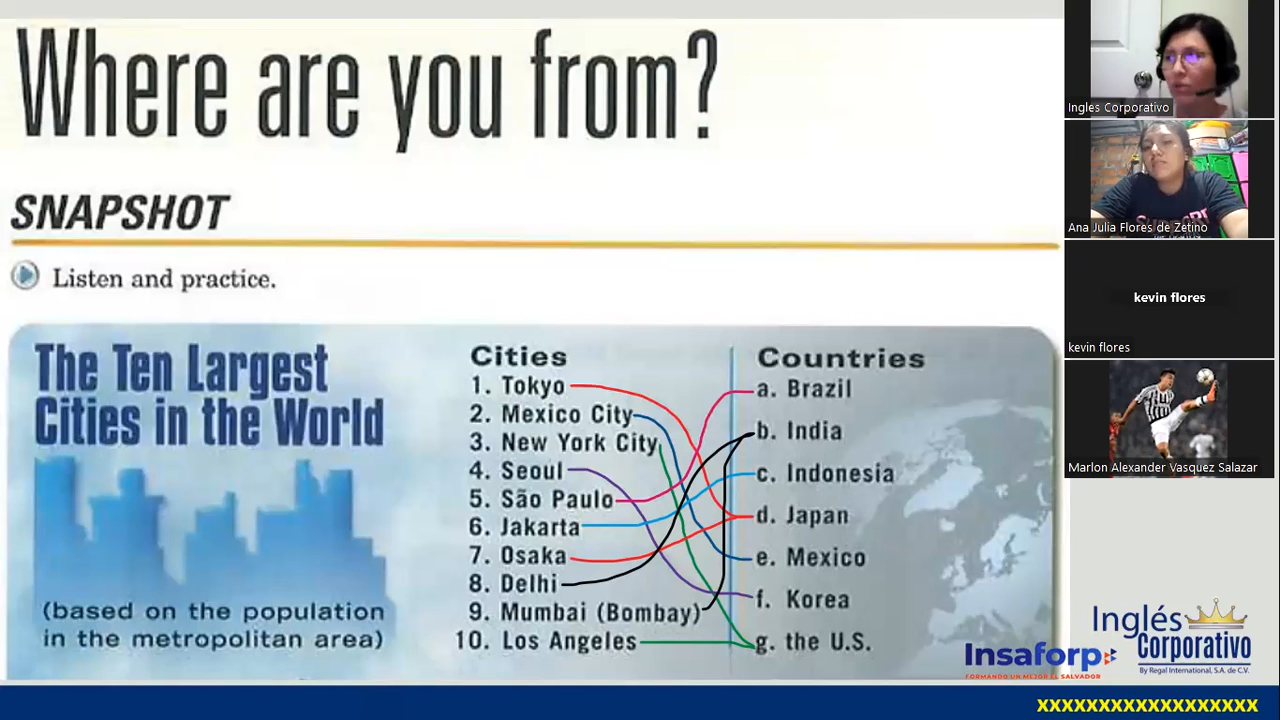 Where are you from?
SNAPSHOT
Listen and practice.
The Ten Largest
Cities in the World
(based on the population
in the metropolitan area)
Cities
1. Tokyo
2. Mexico City
3. New York City
4. Seoul
5. São Paulo
6. Jakarta
7. Osaka
8. Delhi
9. Mumbai (Bombay)
10. Los Angeles
Countries
a. Brazil
b. India
c. Indonesia
d. Japan
e. Mexico
f. Korea
g. the U.S.
Insaforp
FORMANDO UN MEJOR EL SALVADOR
Inglés
Corporativo
By Regal International, S.A. de C.V.
XXXXXXXXXXXXXXXXXX
Ingles Corporativo
Ana Julia Flores de Zetino
kevin flores
kevin flores
Marlon Alexander Vasquez Salazar